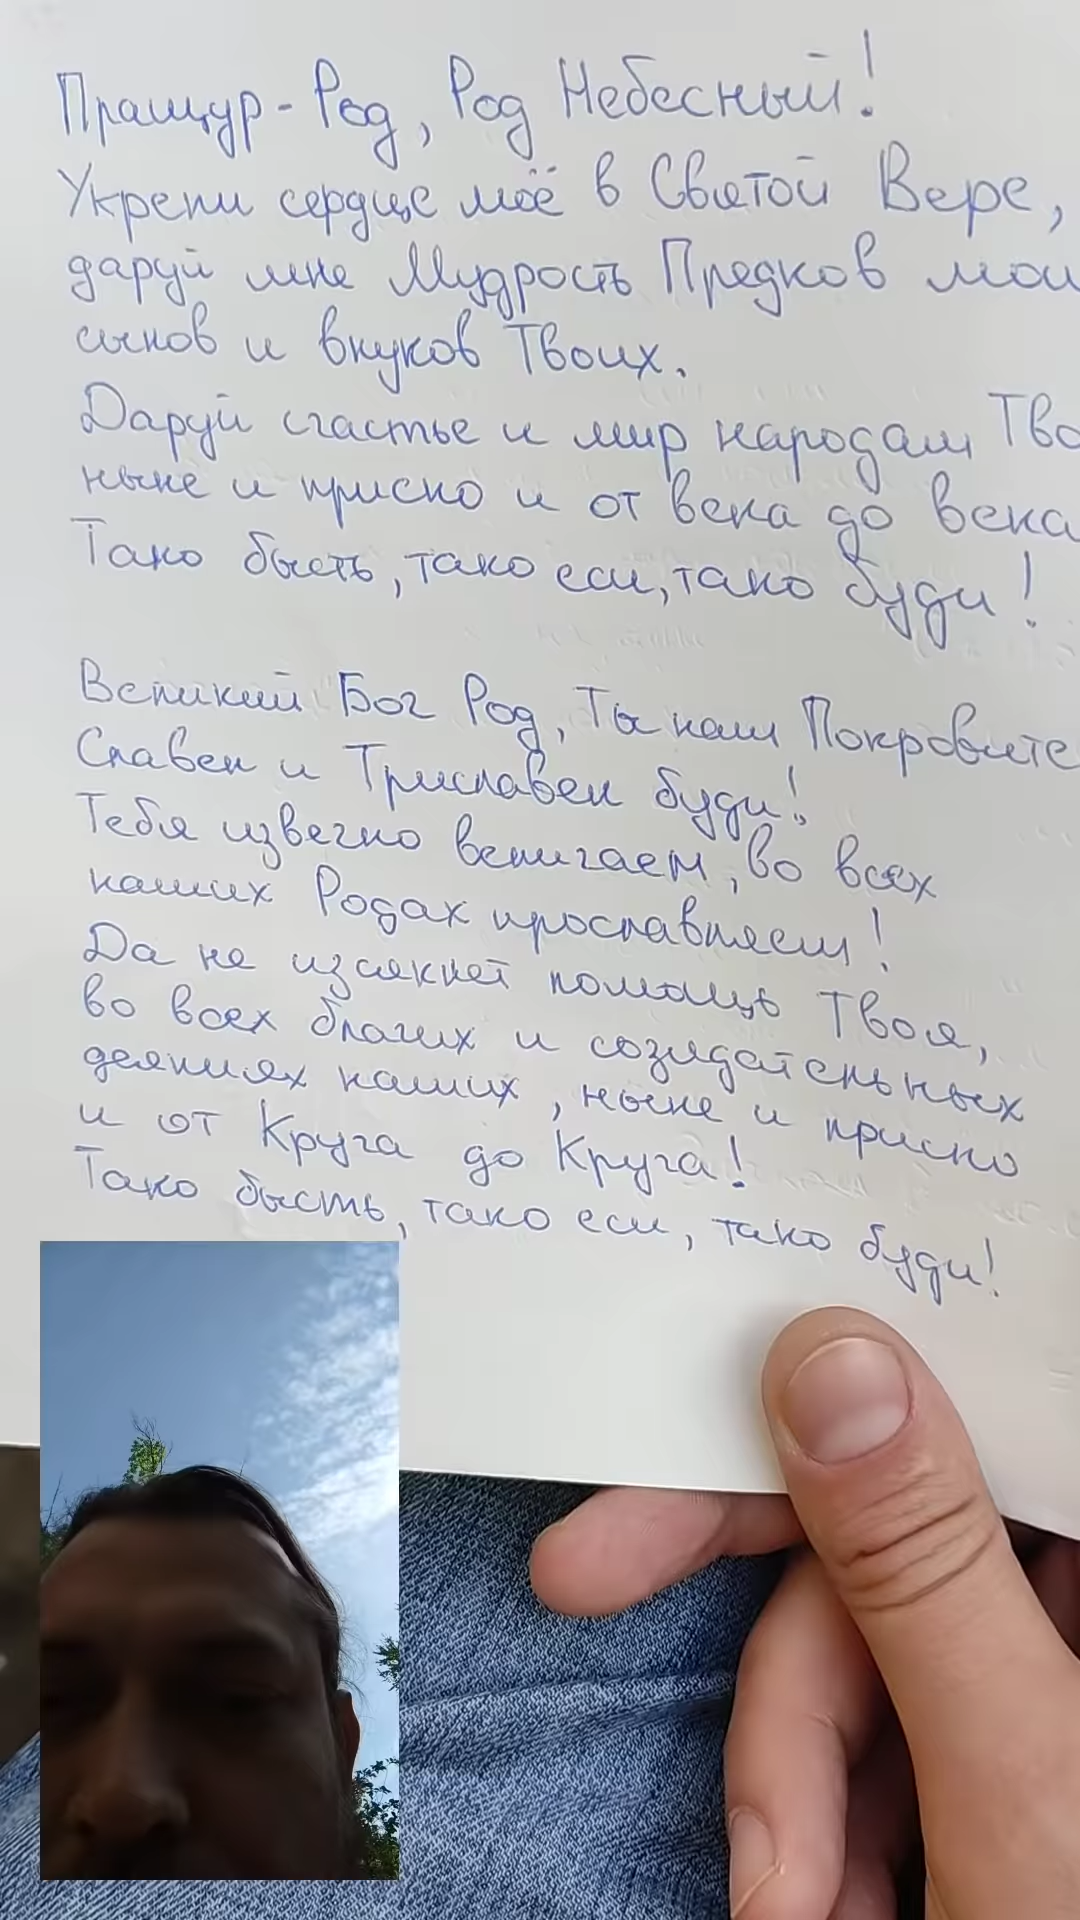 Пращур-Род, Род Небесный!
Укрепи сердце моё в Святой Вере,
даруй мне Мудрость Предков мои
сынов и внуков Твоих.
Даруй счастье и мир народам Тво
ныне и присно и от века до века
Тако бысть, тако еси, тако буди!
Великий Бог Род, Ты наш Покровите
Славен и Триславен буди!
Тебя извечно величаем, во всех
наших Родах прославляем!
Да не изсякнет помощь Твоя,
во всех благих и созидательных
деяниях наших, ныне и присно
и от Круга до Круга!
Тако бысть, тако еси, тако буди!